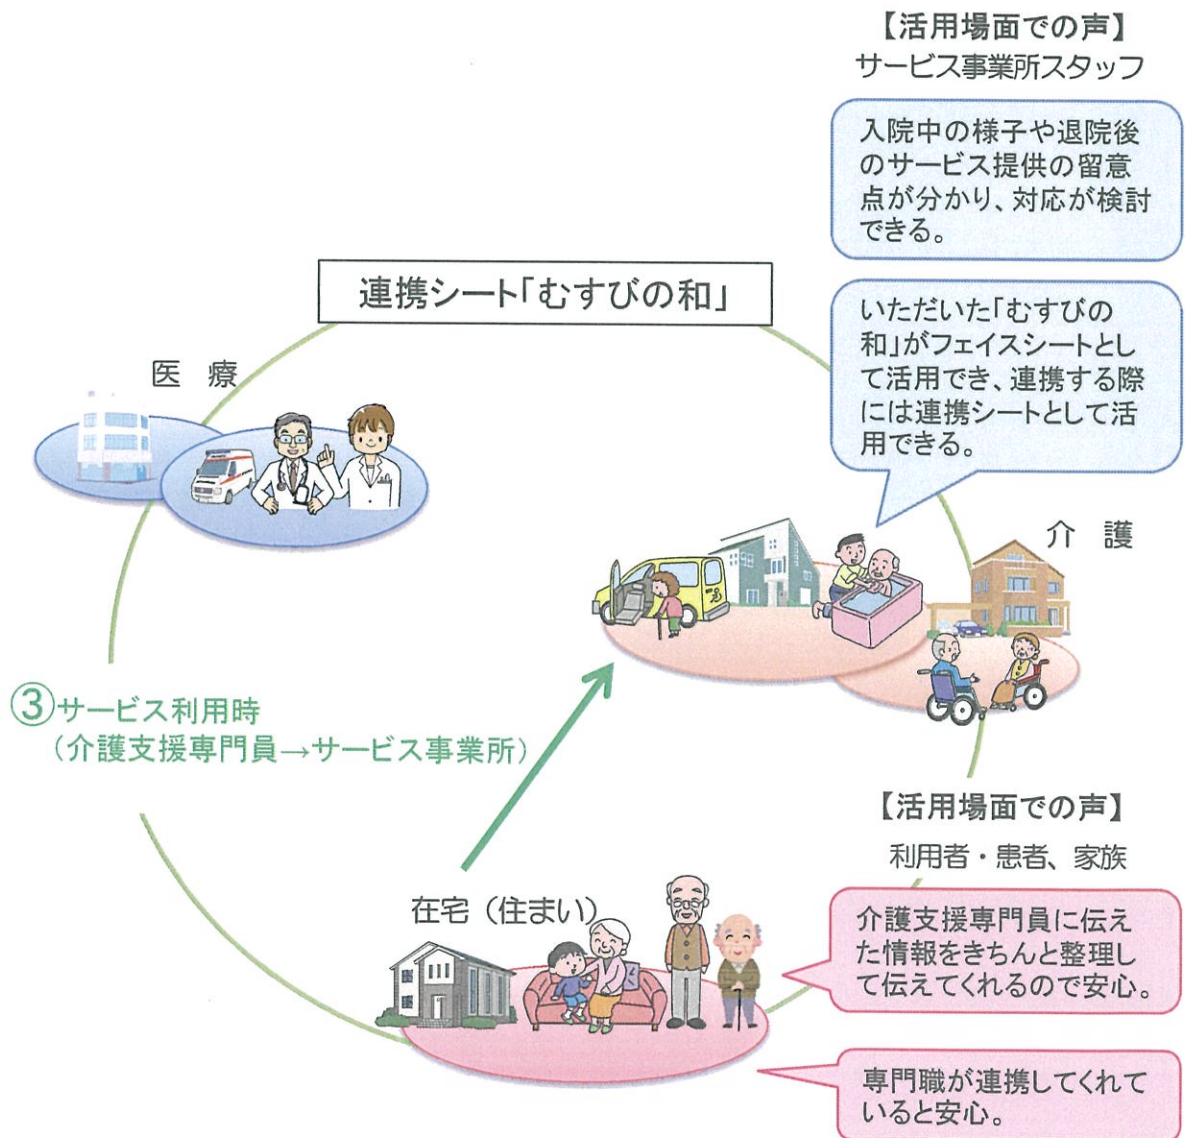 【活用場面での声】
サービス事業所スタッフ
入院中の様子や退院後
のサービス提供の留意
点が分かり、対応が検討
できる。
連携シート「むすびの和」
いただいた「むすびの
和」がフェイスシートとし
て活用でき、連携する際
には連携シートとして活
用できる。
医 療
介 護
③サービス利用時
（介護支援専門員→サービス事業所）
【活用場面での声】
利用者・患者、家族
在宅（住まい）
介護支援専門員に伝え
た情報をきちんと整理し
て伝えてくれるので安心。
専門職が連携してくれて
いると安心。